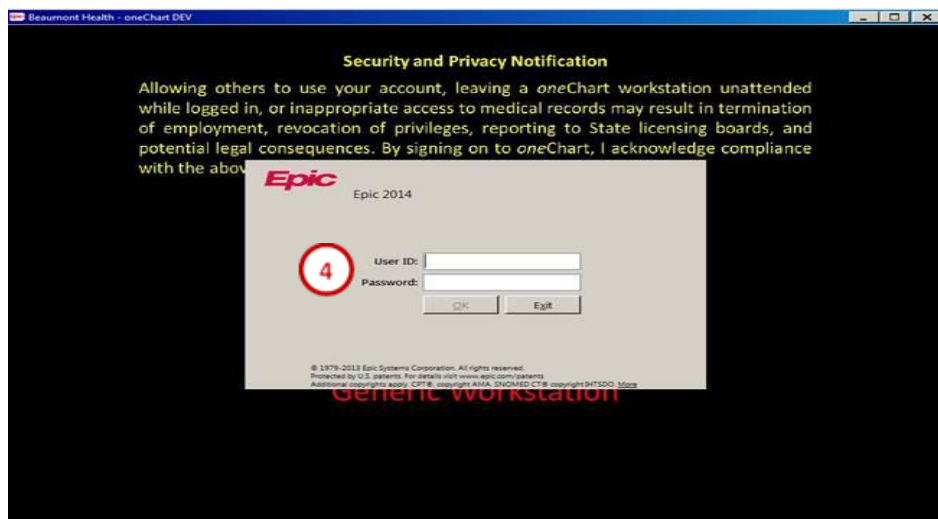 Beaumont Health - oneChart DEV
Security and Privacy Notification
Allowing others to use your account, leaving a oneChart workstation unattended
while logged in, or inappropriate access to medical records may result in termination
of employment, revocation of privileges, reporting to State licensing boards, and
potential legal consequences. By signing on to oneChart, I acknowledge compliance
with the abov
Epic
Epic 2014
4
User ID:
Password:
OK Exit
© 1979-2013 Epic Systems Corporation. All rights reserved.
Protected by U.S. patents. For details visit www.epic.com/patents
Additional copyrights apply. CPT®, copyright AMA. SNOMED CT® copyright IHTSDO. More
Generic Workstation